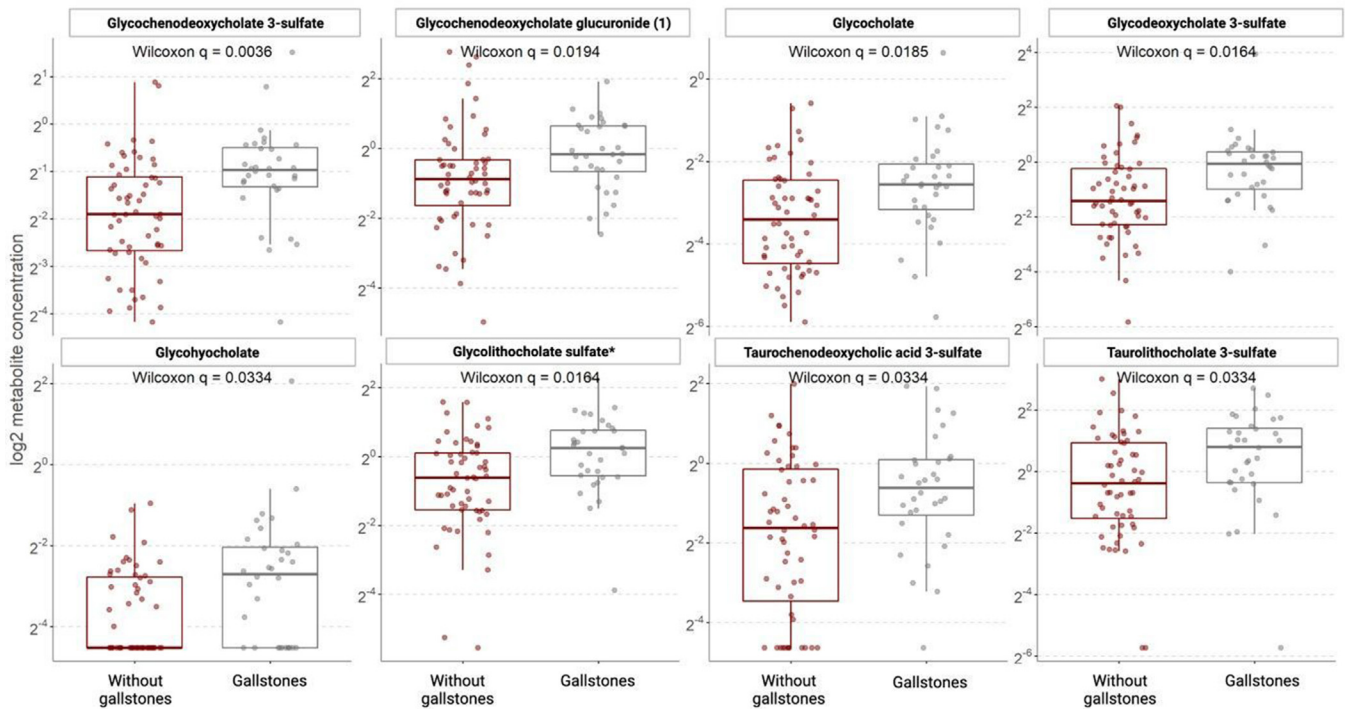 Glycochenodeoxycholate 3-sulfate
Wilcoxon q = 0.0036
2^1
2^0
2^-1
2^-2
2^-3
2^-4
Glycochenodeoxycholate glucuronide (1)
Wilcoxon q = 0.0194
2^2
2^0
2^-2
2^-4
Glycocholate
Wilcoxon q = 0.0185
2^0
2^-2
2^-4
2^-6
Glycodeoxycholate 3-sulfate
Wilcoxon q = 0.0164
2^4
2^2
2^0
2^-2
2^-4
2^-6
log2 metabolite concentration
Glycohyocholate
Wilcoxon q = 0.0334
2^2
2^0
2^-2
2^-4
Without
gallstones
Gallstones
Glycolithocholate sulfate*
Wilcoxon q = 0.0164
2^2
2^0
2^-2
2^-4
Without
gallstones
Gallstones
Taurochenodeoxycholic acid 3-sulfate
Wilcoxon q = 0.0334
2^2
2^0
2^-2
2^-4
Without
gallstones
Gallstones
Taurolithocholate 3-sulfate
Wilcoxon q = 0.0334
2^2
2^0
2^-2
2^-4
2^-6
Without
gallstones
Gallstones